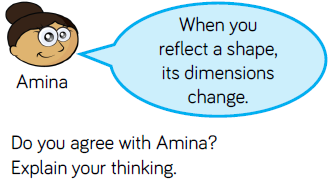 When you
reflect a shape,
its dimensions
change.
Amina
Do you agree with Amina?
Explain your thinking.